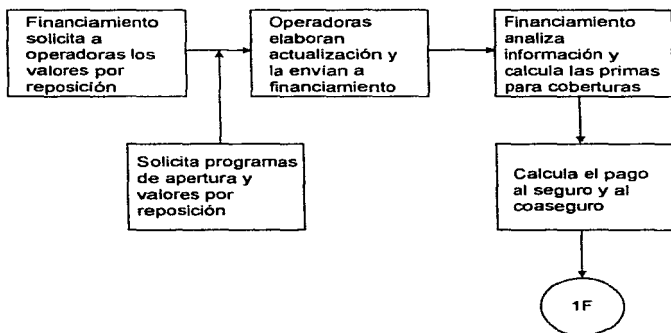 Financiamiento
solicita a
operadoras los
valores por
reposición
Operadoras
elaboran
actualización y
la envían a
financiamiento
Financiamiento
analiza
información y
calcula las primas
para coberturas
Solicita programas
de apertura y
valores por
reposición
Calcula el pago
al seguro y al
coaseguro
1F